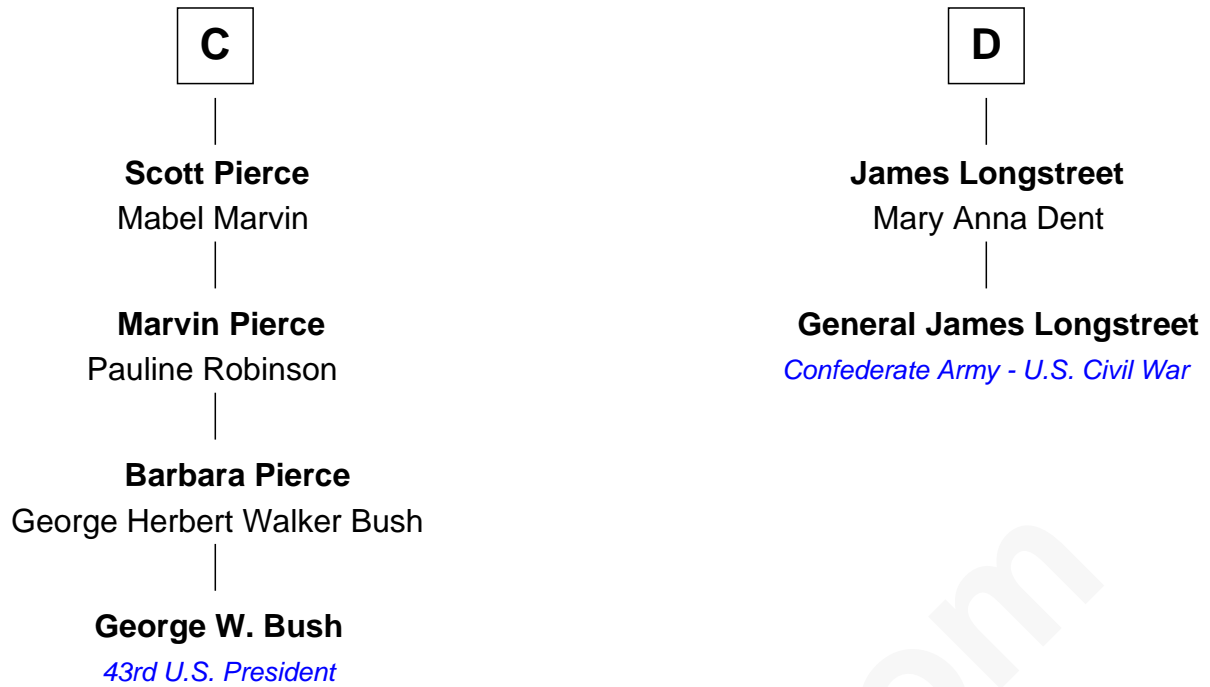 C
Scott Pierce
Mabel Marvin
Marvin Pierce
Pauline Robinson
Barbara Pierce
George Herbert Walker Bush
George W. Bush
43rd U.S. President
D
James Longstreet
Mary Anna Dent
General James Longstreet
Confederate Army - U.S. Civil War
om